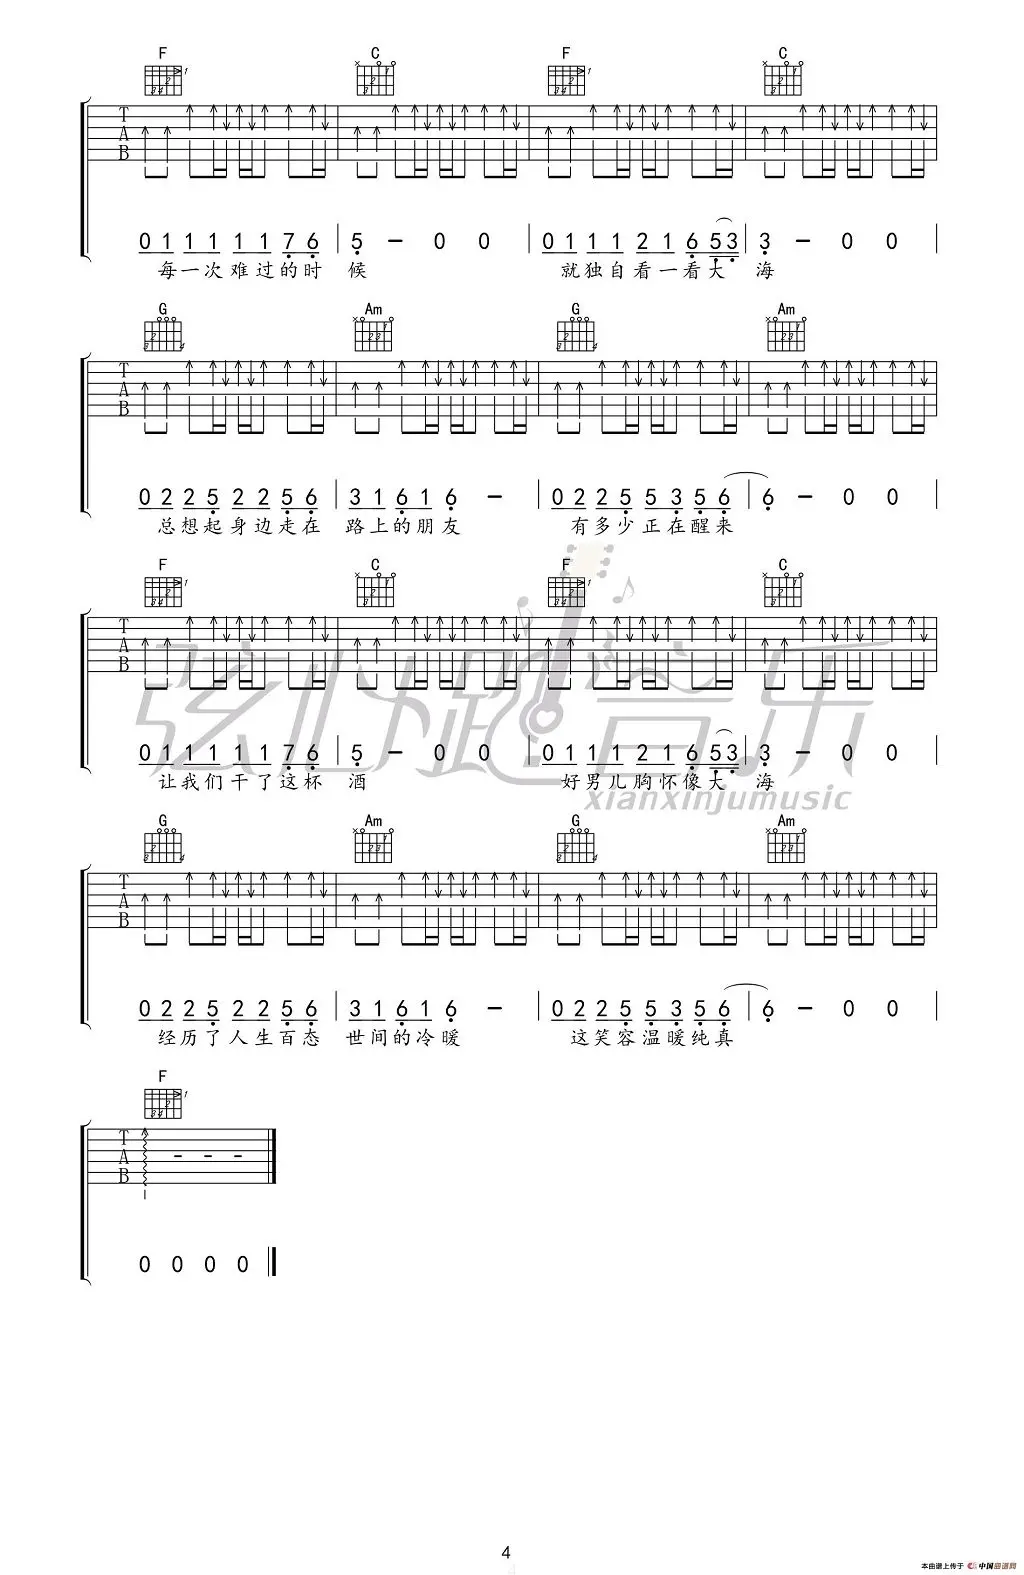 F C F C
T
A
B
0 1 1 1 1 1 7 6 5 - 0 0 0 1 1 1 2 1 6 5 3 3 - 0 0
每一次难过的时 候 就独自看一看大 海
G Am G Am
T
A
B
0 2 2 5 2 2 5 6 3 1 6 1 6 - 0 2 2 5 5 3 5 6 6 - 0 0
总想起身边走在 路上的朋友 有多少正在醒来
F C F C
T
A
B
0 1 1 1 1 1 7 6 5 - 0 0 0 1 1 1 2 1 6 5 3 3 - 0 0
让我们干了这杯 酒 好男儿胸怀像大 海
弦心距音乐
xianxinjumusic
G Am G Am
T
A
B
0 2 2 5 2 2 5 6 3 1 6 1 6 - 0 2 2 5 5 3 5 6 6 - 0 0
经历了人生百态 世间的冷暖 这笑容温暖纯真
F
T
A - - -
B
0 0 0 0
4
本曲谱上传于 中国曲谱网